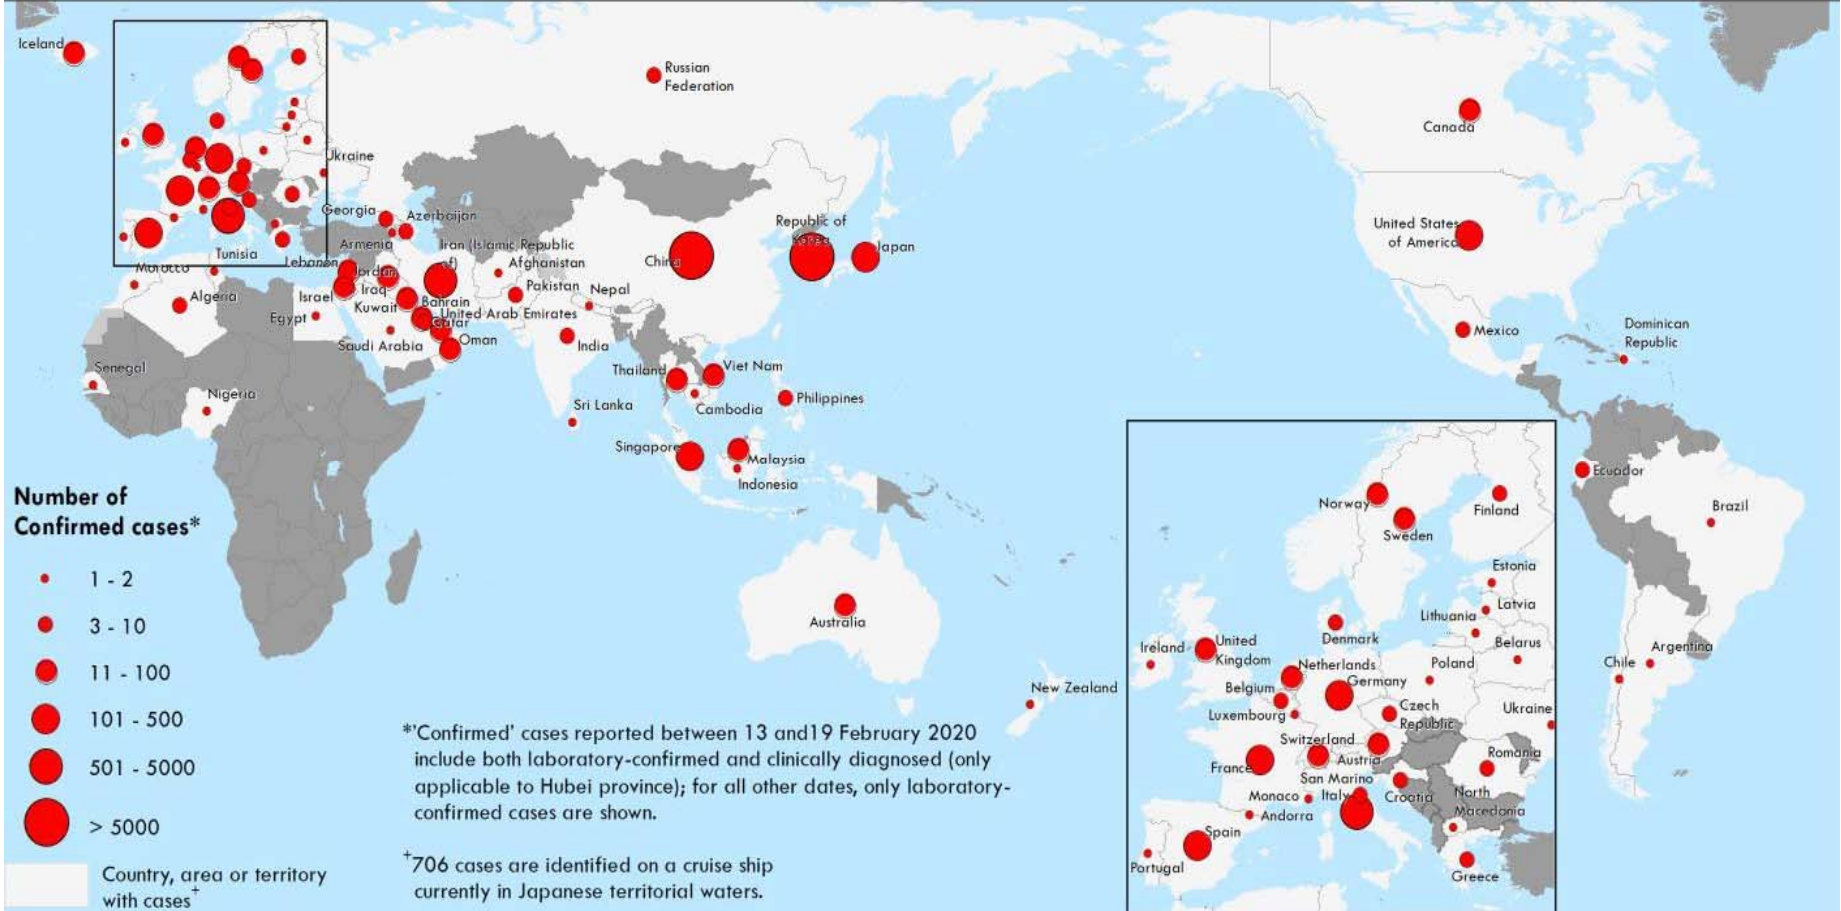 Iceland
Russian
Federation
Canada
Ukraine
Georgia
Azerbaijan
Armenia
Iran (Islamic Republic
of)
Republic of
Korea
Japan
United States
of America
China
Tunisia
Lebanon
Afghanistan
Morocco
Jordan
Pakistan
Nepal
Algeria
Israel
Iraq
Kuwait
Bahrain
Egypt
United Arab Emirates
Qatar
Oman
Saudi Arabia
India
Mexico
Dominican
Republic
Senegal
Thailand
Viet Nam
Nigeria
Sri Lanka
Cambodia
Philippines
Singapore
Malaysia
Indonesia
Ecuador
Brazil
Australia
New Zealand
Chile
Argentina
Number of
Confirmed cases*
1 - 2
3 - 10
11 - 100
101 - 500
501 - 5000
> 5000
Country, area or territory
with cases+
*'Confirmed' cases reported between 13 and19 February 2020
include both laboratory-confirmed and clinically diagnosed (only
applicable to Hubei province); for all other dates, only laboratory-
confirmed cases are shown.
+706 cases are identified on a cruise ship
currently in Japanese territorial waters.
Norway
Finland
Sweden
Estonia
Latvia
Lithuania
Denmark
Belarus
Ireland
United
Kingdom
Netherlands
Poland
Belgium
Germany
Luxembourg
Czech
Republic
Ukraine
Switzerland
Romania
France
Austria
San Marino
Monaco
Italy
Croatia
North
Macedonia
Andorra
Spain
Portugal
Greece